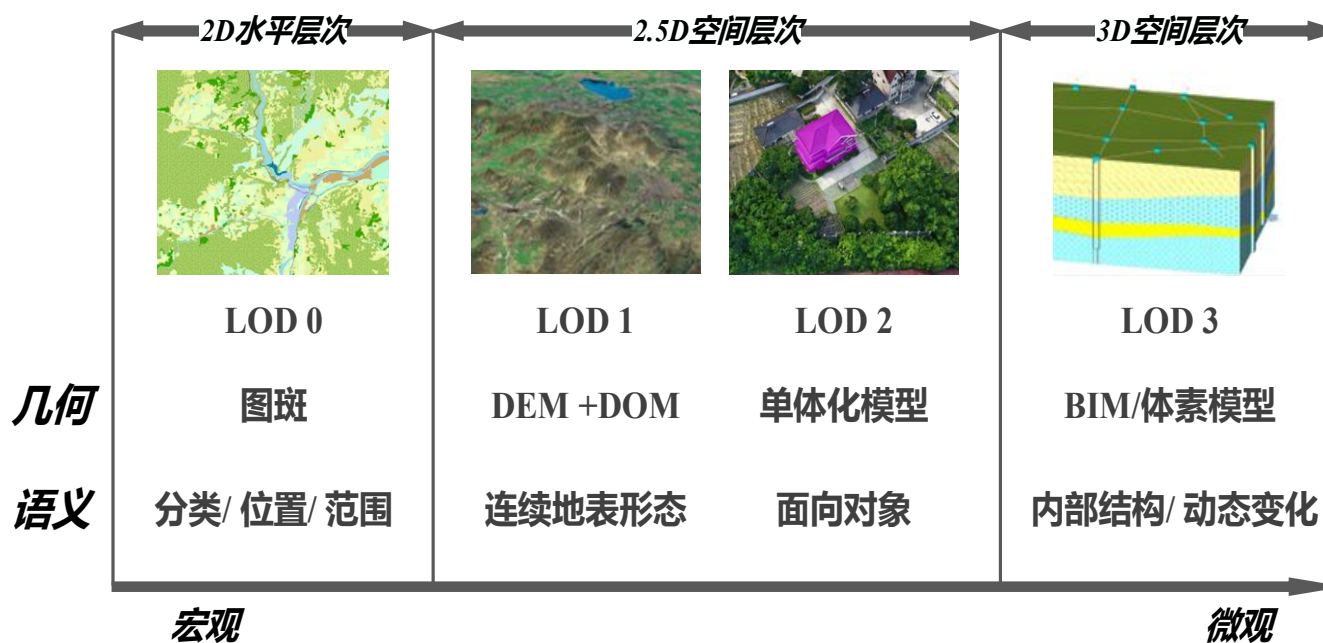 2D水平层次 2.5D空间层次 3D空间层次
LOD 0 LOD 1 LOD 2 LOD 3
几何 图斑 DEM +DOM 单体化模型 BIM/体素模型
语义 分类/ 位置/ 范围 连续地表形态 面向对象 内部结构/ 动态变化
宏观 微观